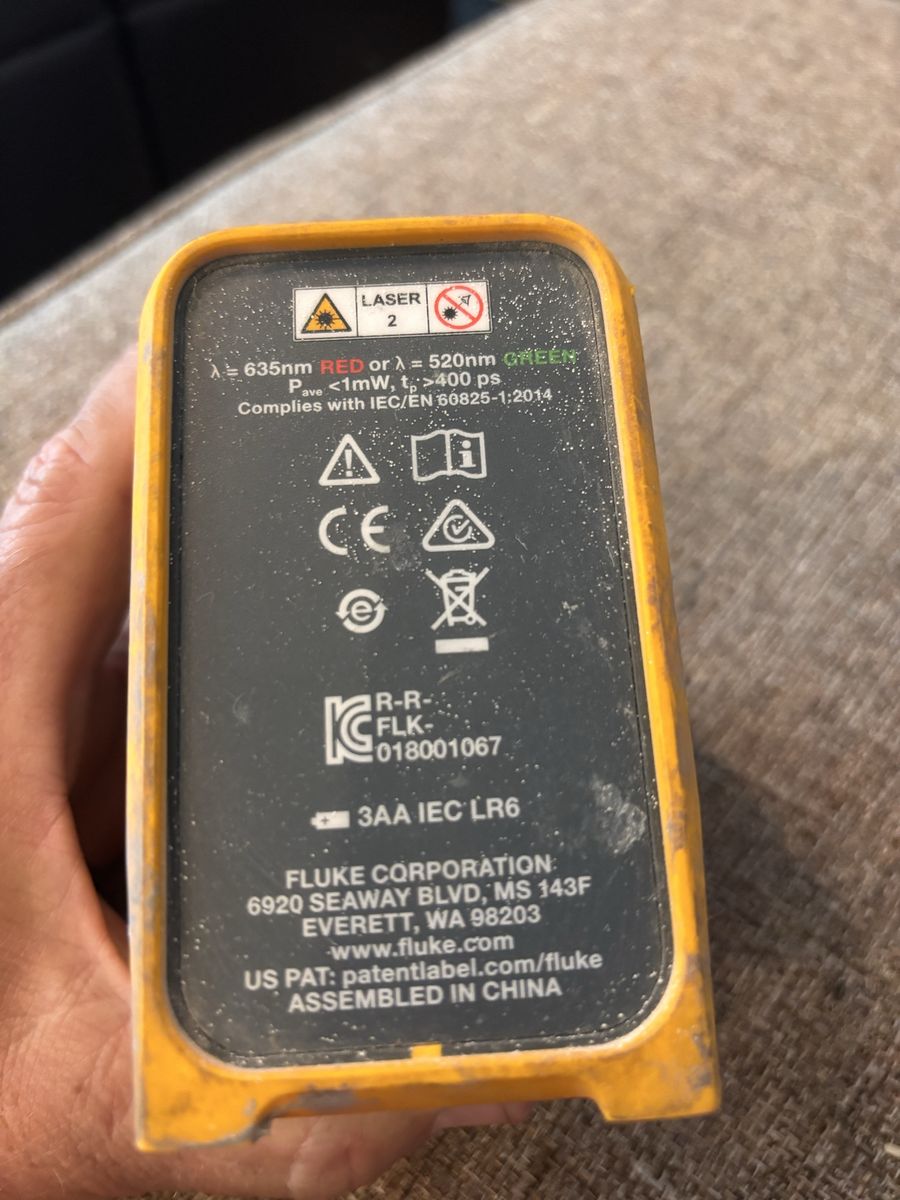 LASER
2
λ = 635nm RED or λ = 520nm GREEN
Pave <1mW, tp >400 ps
Complies with IEC/EN 60825-1:2014
CE
R-R-
FLK-
018001067
3AA IEC LR6
FLUKE CORPORATION
6920 SEAWAY BLVD, MS 143F
EVERETT, WA 98203
www.fluke.com
US PAT: patentlabel.com/fluke
ASSEMBLED IN CHINA